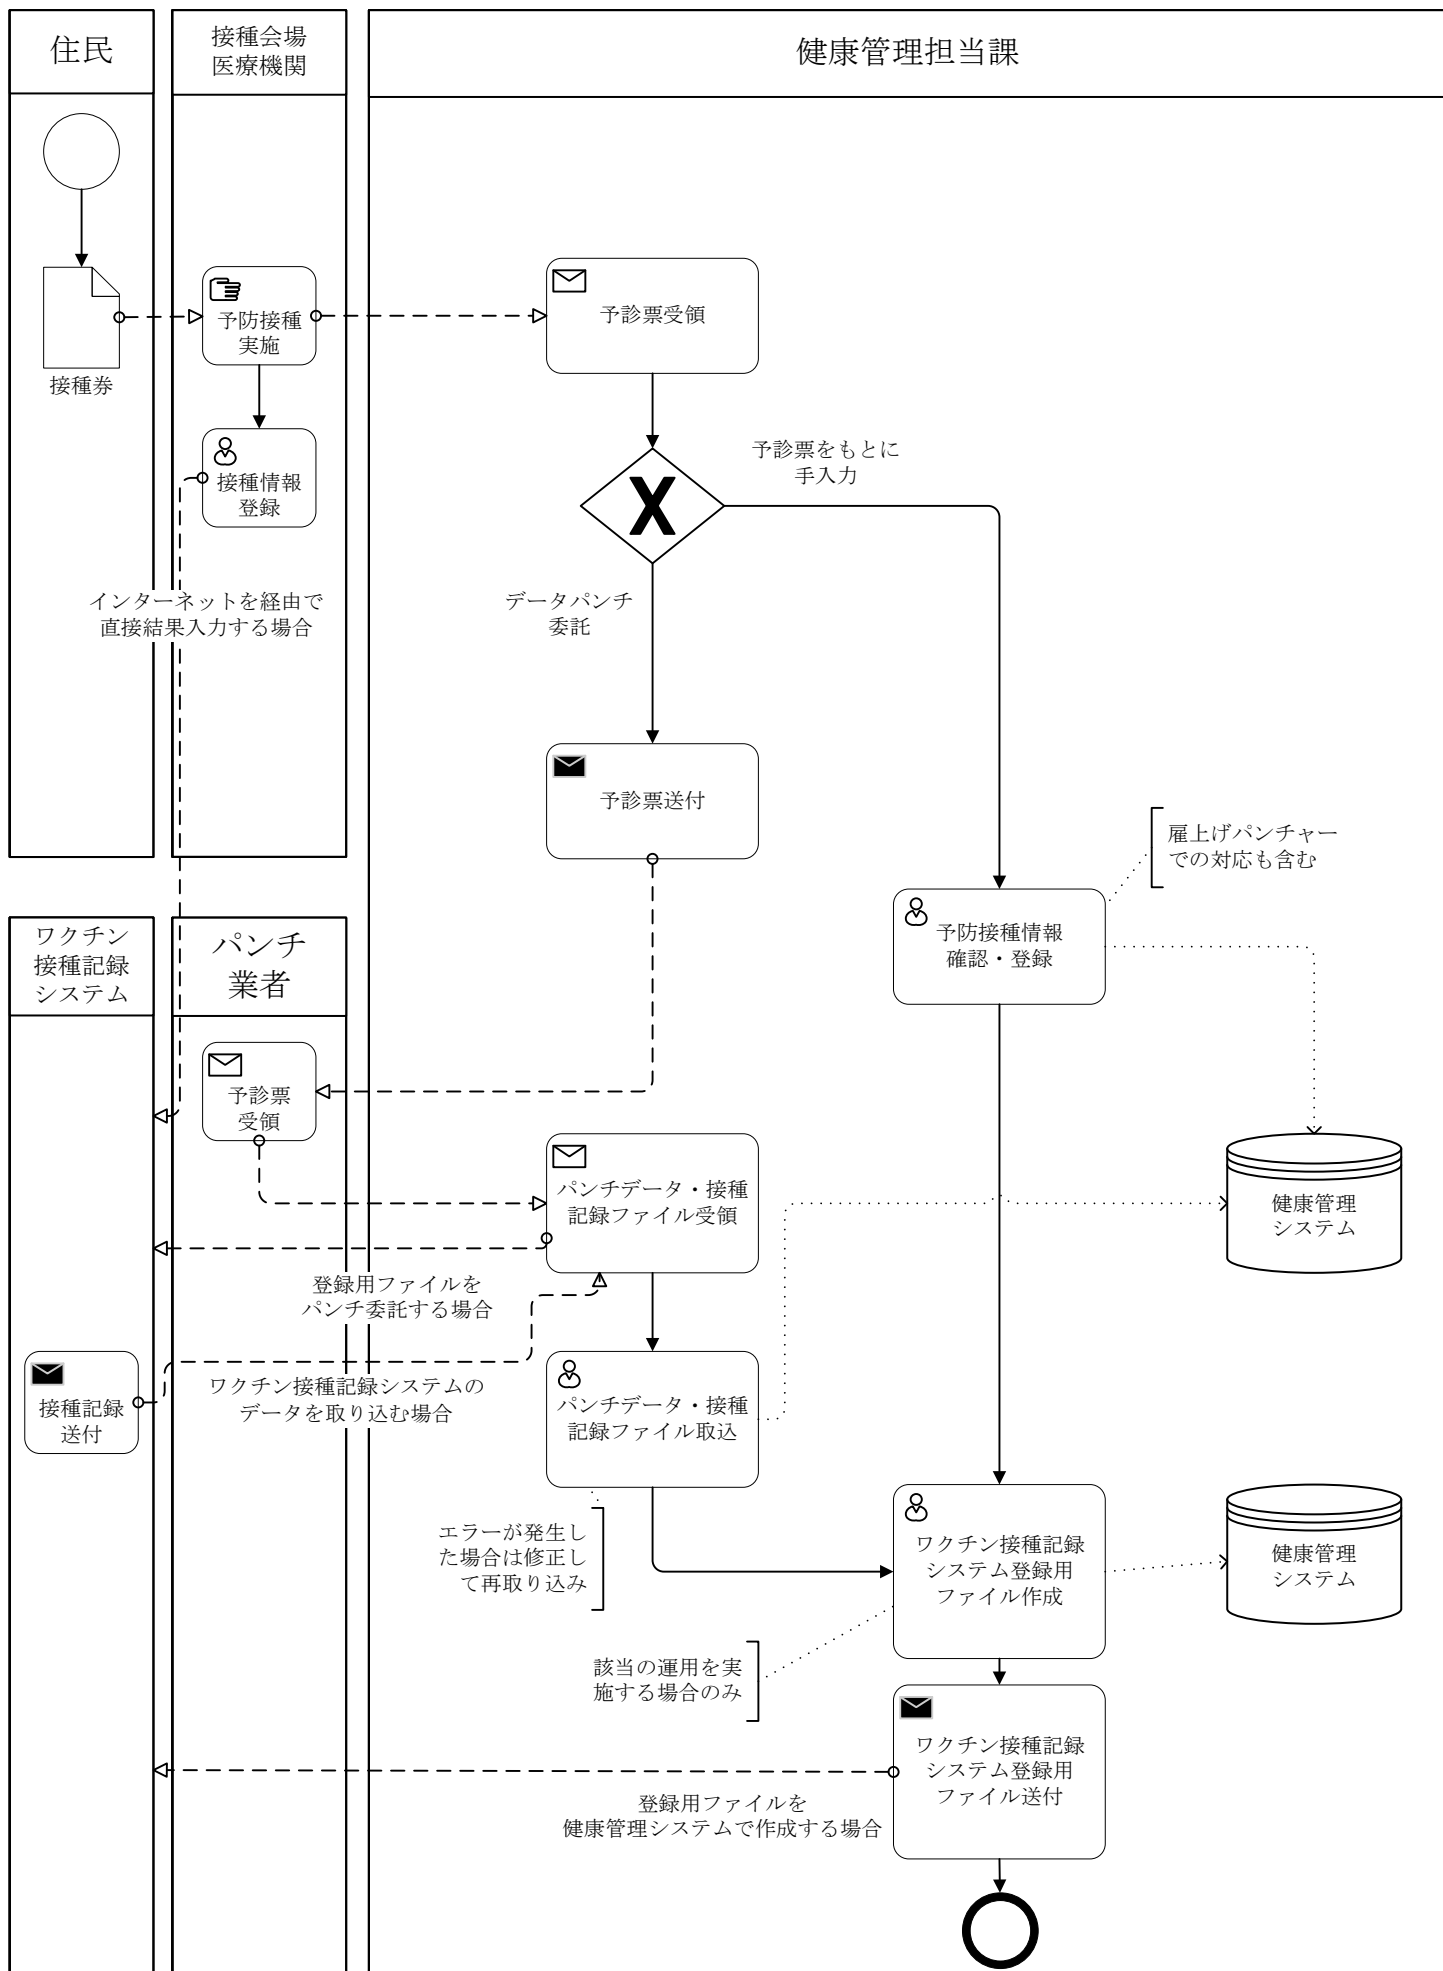 住民
接種会場
医療機関
健康管理担当課
接種券
予防接種
実施
予診票受領
接種情報
登録
予診票をもとに
手入力
X
インターネットを経由で
直接結果入力する場合
データパンチ
委託
予診票送付
雇上げパンチャー
での対応も含む
予防接種情報
確認・登録
ワクチン
接種記録
システム
パンチ
業者
予診票
受領
パンチデータ・接種
記録ファイル受領
健康管理
システム
登録用ファイルを
パンチ委託する場合
接種記録
送付
ワクチン接種記録システムの
データを取り込む場合
パンチデータ・接種
記録ファイル取込
エラーが発生し
た場合は修正し
て再取り込み
ワクチン接種記録
システム登録用
ファイル作成
健康管理
システム
該当の運用を実
施する場合のみ
ワクチン接種記録
システム登録用
ファイル送付
登録用ファイルを
健康管理システムで作成する場合